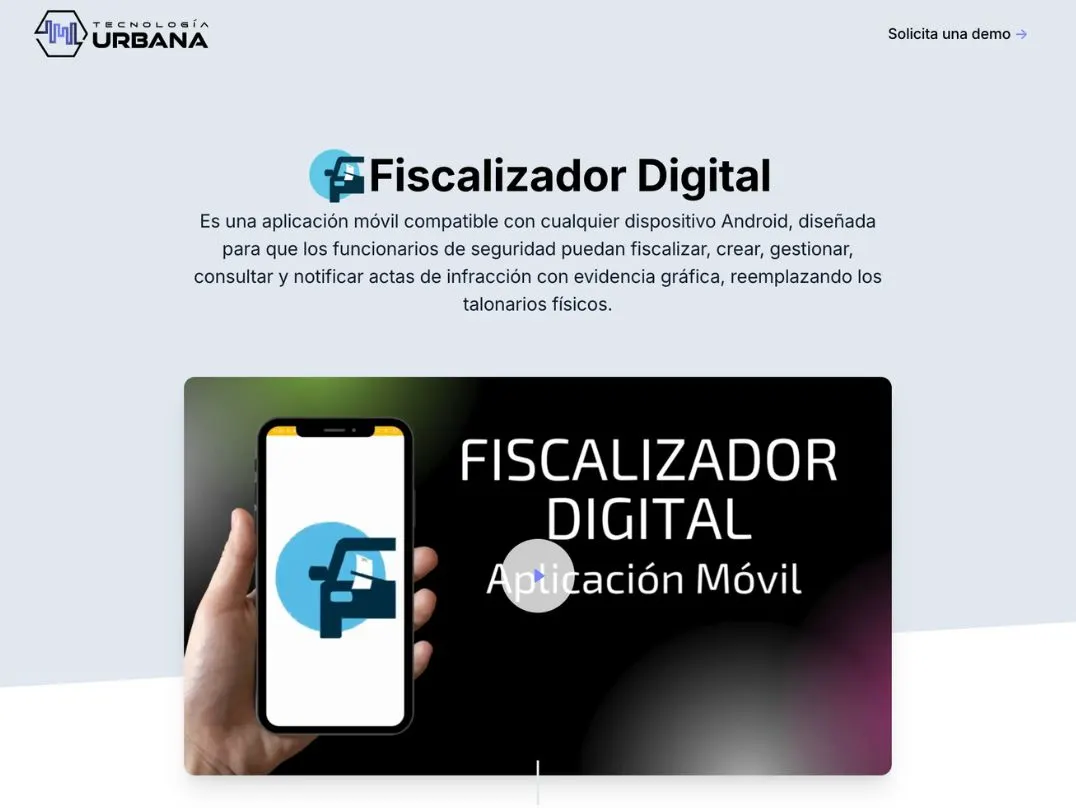 TECNOLOGÍA
URBANA
Solicita una demo →
Fiscalizador Digital
Es una aplicación móvil compatible con cualquier dispositivo Android, diseñada
para que los funcionarios de seguridad puedan fiscalizar, crear, gestionar,
consultar y notificar actas de infracción con evidencia gráfica, reemplazando los
talonarios físicos.
FISCALIZADOR
DIGITAL
Aplicación Móvil